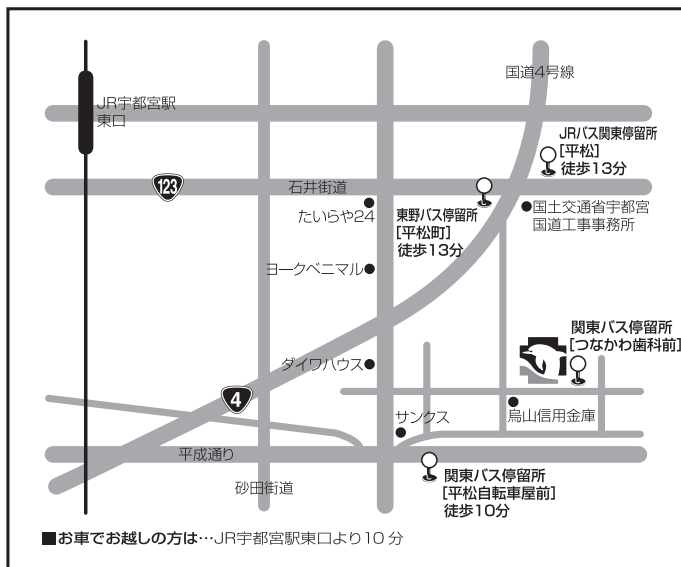 国道4号線
JR宇都宮駅
東口
JRバス関東停留所
[平松]
徒歩13分
123
石井街道
たいらや24
東野バス停留所
[平松町]
徒歩13分
国土交通省宇都宮
国道工事事務所
ヨークベニマル
関東バス停留所
[つなかわ歯科前]
ダイワハウス
4
サンクス
烏山信用金庫
平成通り
砂田街道
関東バス停留所
[平松自転車屋前]
徒歩10分
■お車でお越しの方は…JR宇都宮駅東口より10分